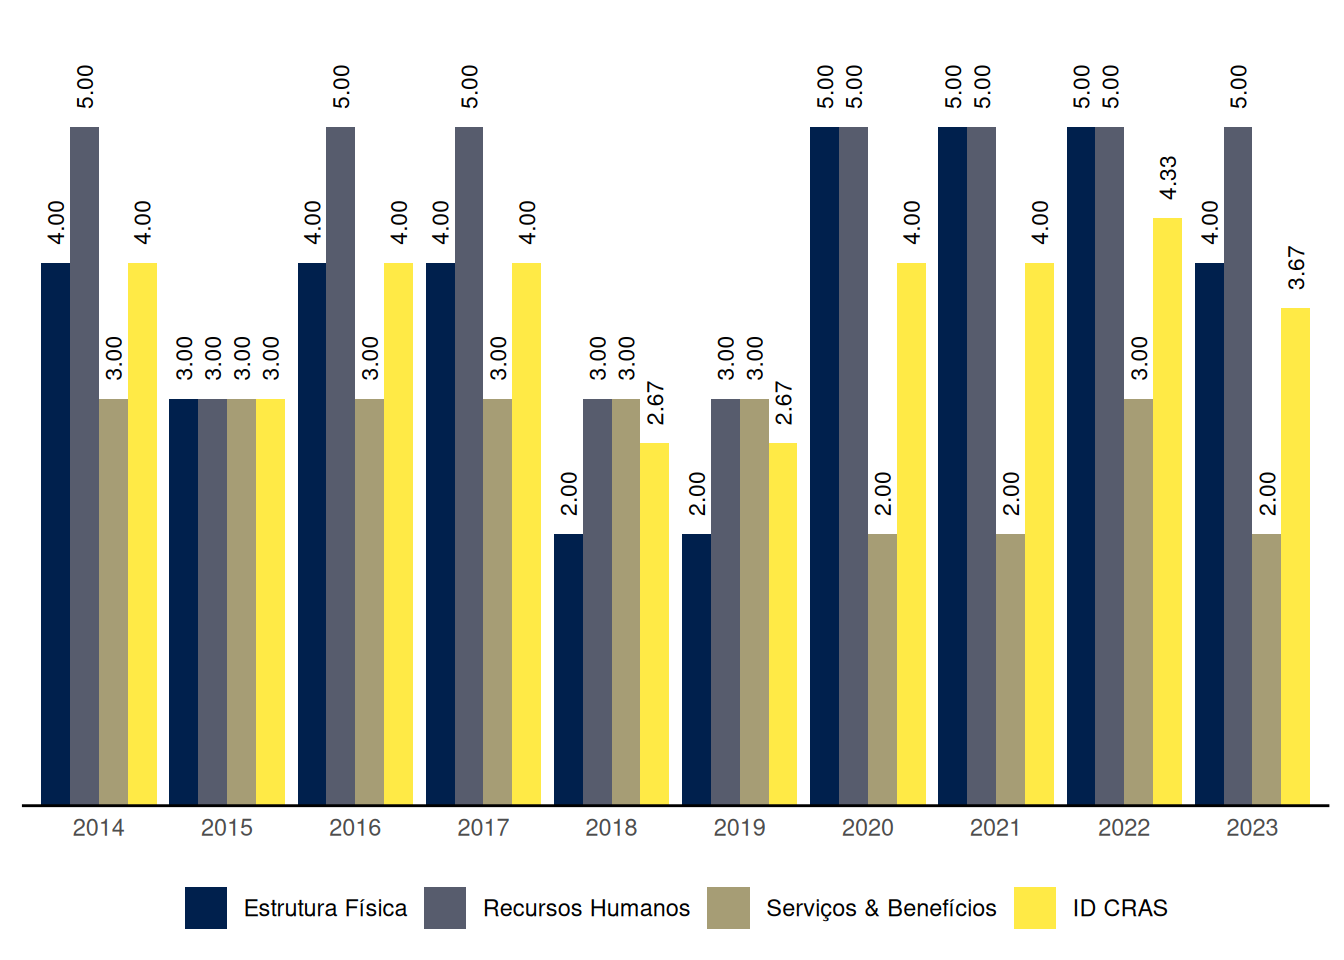 5.00 5.00 5.00 5.00 5.00 5.00 5.00 5.00 5.00 5.00
4.33
4.00 4.00 4.00 4.00 4.00 4.00 4.00 4.00 4.00
3.67
3.00 3.00 3.00 3.00 3.00 3.00 3.00 3.00 3.00 3.00 3.00 3.00
2.67 2.67
2.00 2.00 2.00 2.00 2.00
2014 2015 2016 2017 2018 2019 2020 2021 2022 2023
Estrutura Física Recursos Humanos Serviços & Benefícios ID CRAS